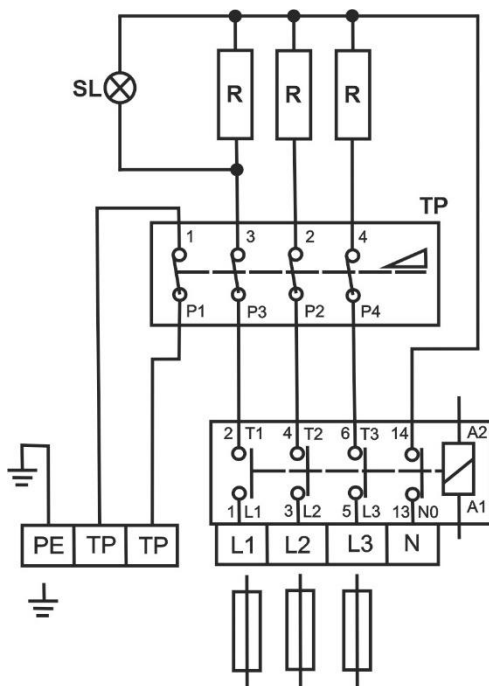 SL
R R R
TP
1 3 2 4
P1 P3 P2 P4
2 T1 4 T2 6 T3 14 A2
1 L1 3 L2 5 L3 13 N0 A1
PE TP TP L1 L2 L3 N